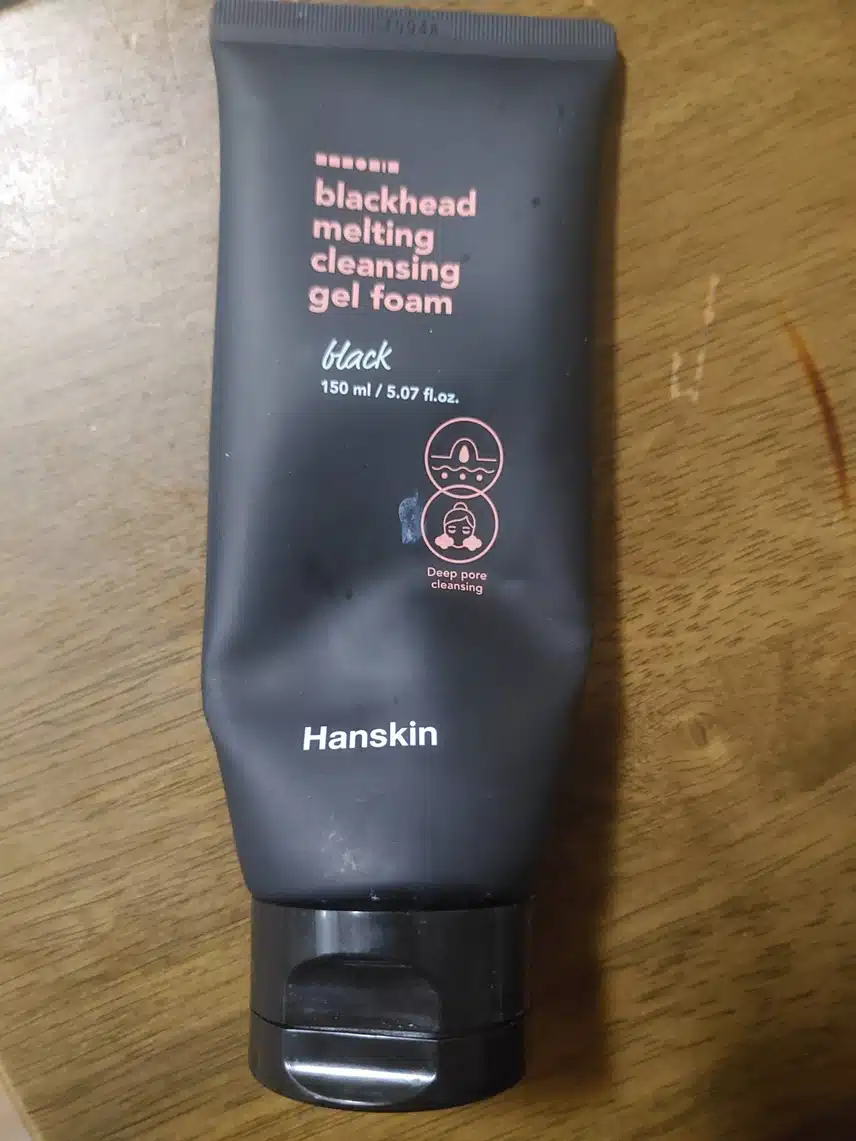 blackhead
melting
cleansing
gel foam
black
150 ml / 5.07 fl.oz.
Deep pore
cleansing
Hanskin